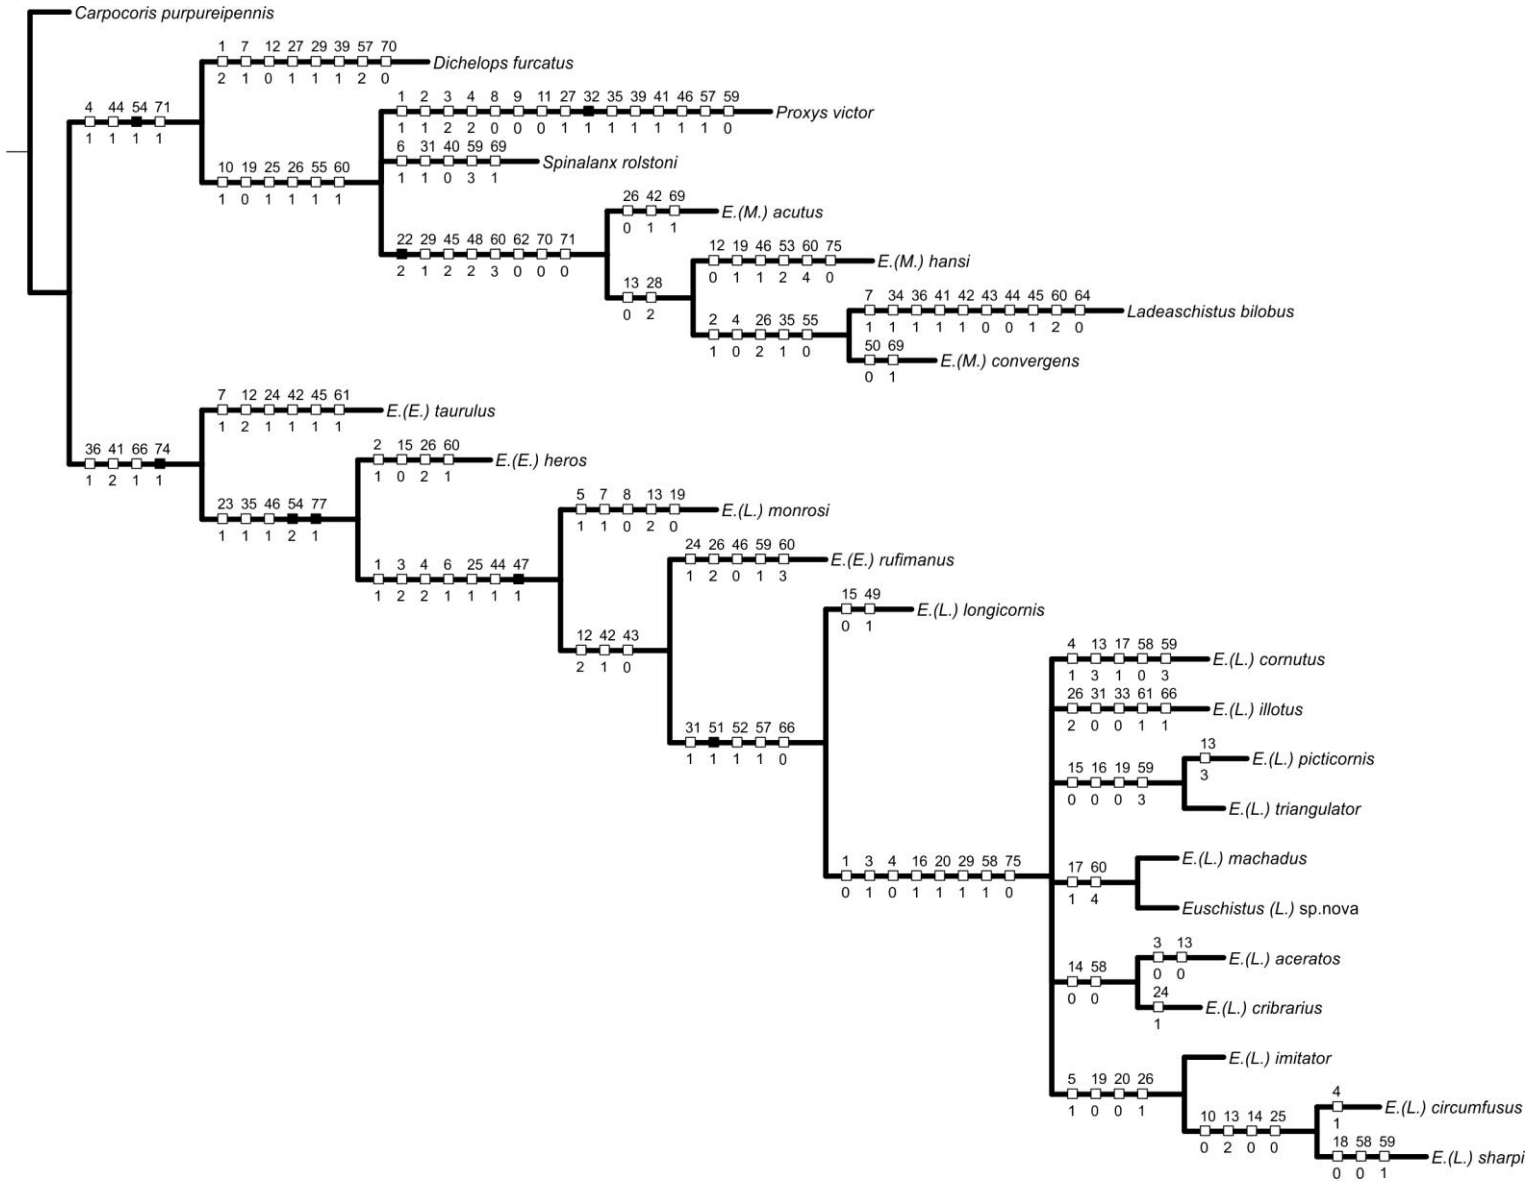 Carpocoris purpureipennis
1 7 12 27 29 39 57 70
Dichelops furcatus
2 1 0 1 1 1 2 0
4 44 54 71
1 1 1 1
1 2 3 4 8 9 11 27 32 35 39 41 46 57 59
Proxys victor
1 1 2 2 0 0 0 1 1 1 1 1 1 1 0
6 31 40 59 69
Spinalanx rolstoni
1 1 0 3 1
10 19 25 26 55 60
1 0 1 1 1 1
26 42 69
E.(M.) acutus
0 1 1
22 29 45 48 60 62 70 71
2 1 2 2 3 0 0 0
12 19 46 53 60 75
E.(M.) hansi
0 1 1 2 4 0
13 28
0 2
7 34 36 41 42 43 44 45 60 64
Ladeaschistus bilobus
1 1 1 1 1 0 0 1 2 0
2 4 26 35 55
1 0 2 1 0
50 69
E.(M.) convergens
0 1
7 12 24 42 45 61
E.(E.) taurulus
1 2 1 1 1 1
36 41 66 74
1 2 1 1
2 15 26 60
E.(E.) heros
1 0 2 1
23 35 46 54 77
1 1 1 2 1
5 7 8 13 19
E.(L.) monrosi
1 1 0 2 0
1 3 4 6 25 44 47
1 2 2 1 1 1 1
24 26 46 59 60
E.(E.) rufimanus
1 2 0 1 3
15 49
E.(L.) longicornis
0 1
12 42 43
2 1 0
4 13 17 58 59
E.(L.) cornutus
1 3 1 0 3
26 31 33 61 66
E.(L.) illotus
2 0 0 1 1
31 51 52 57 66
1 1 1 1 0
13
E.(L.) picticornis
3
15 16 19 59
0 0 0 3
E.(L.) triangulator
E.(L.) machadus
1 3 4 16 20 29 58 75
0 1 0 1 1 1 1 0
17 60
1 4
Euschistus (L.) sp.nova
3 13
E.(L.) aceratos
0 0
14 58
0 0
24
E.(L.) cribrarius
1
E.(L.) imitator
5 19 20 26
1 0 0 1
4
E.(L.) circumfusus
1
10 13 14 25
0 2 0 0
18 58 59
E.(L.) sharpi
0 0 1